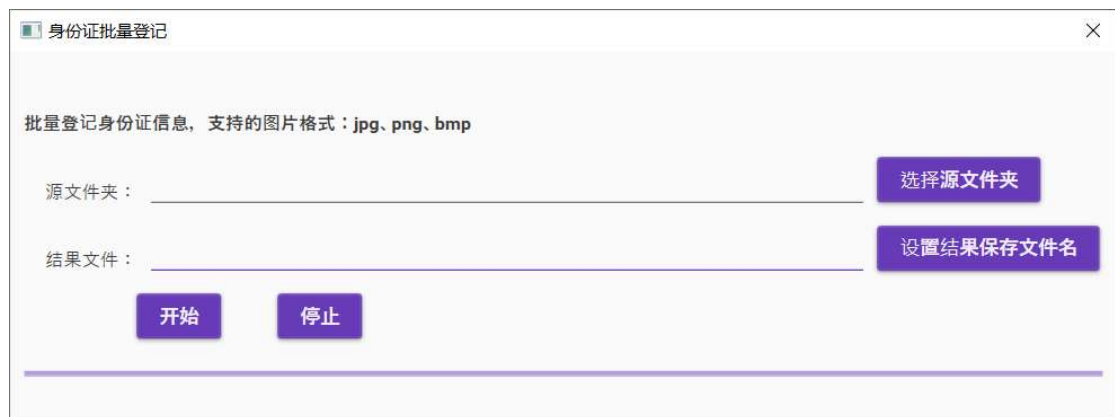 身份证批量登记
批量登记身份证信息，支持的图片格式：jpg、png、bmp
源文件夹：
选择源文件夹
结果文件：
设置结果保存文件名
开始 停止